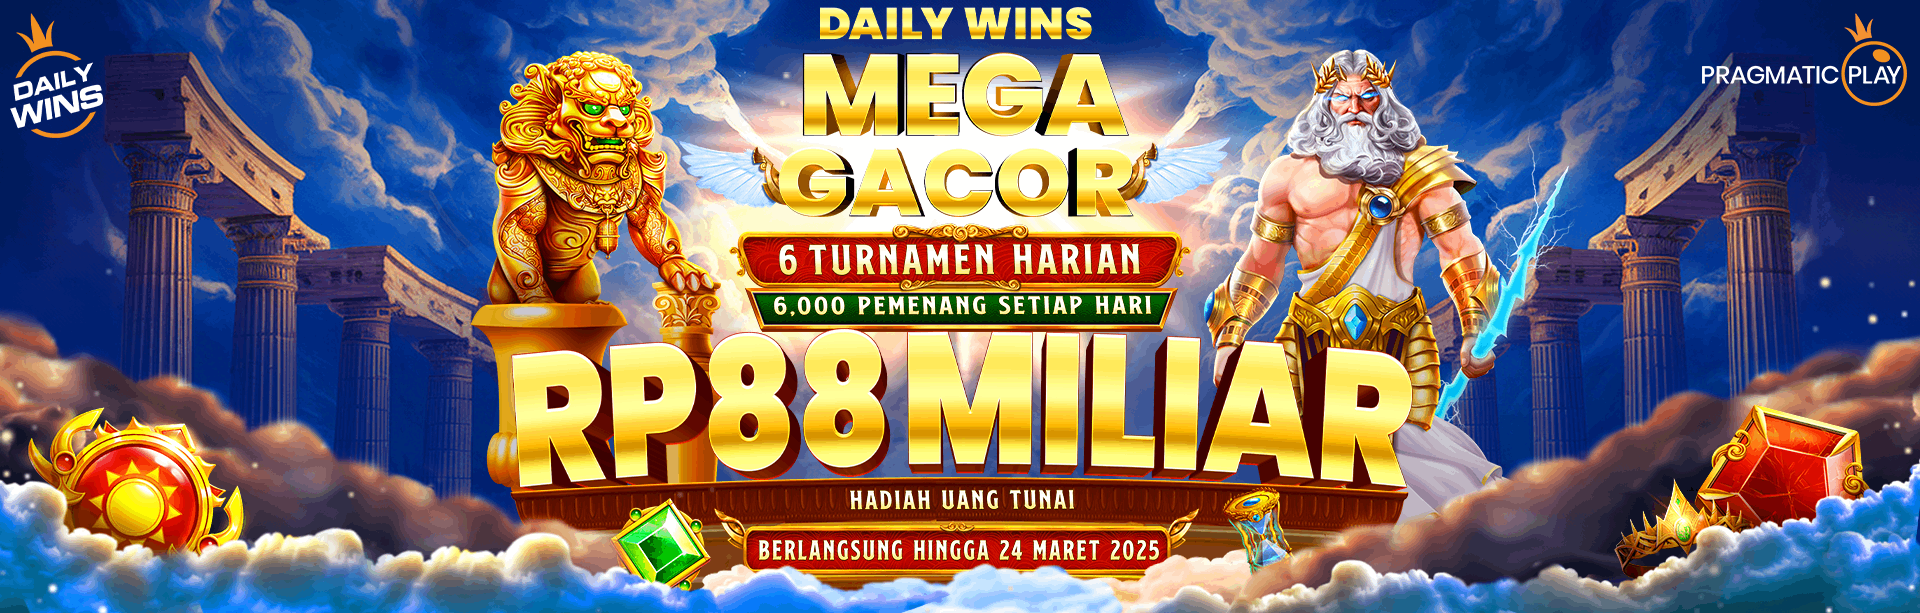 DAILY WINS
DAILY
WINS
MEGA
GACOR
PRAGMATIC PLAY
6 TURNAMEN HARIAN
6,000 PEMENANG SETIAP HARI
RP88 MILIAR
HADIAH UANG TUNAI
BERLANGSUNG HINGGA 24 MARET 2025